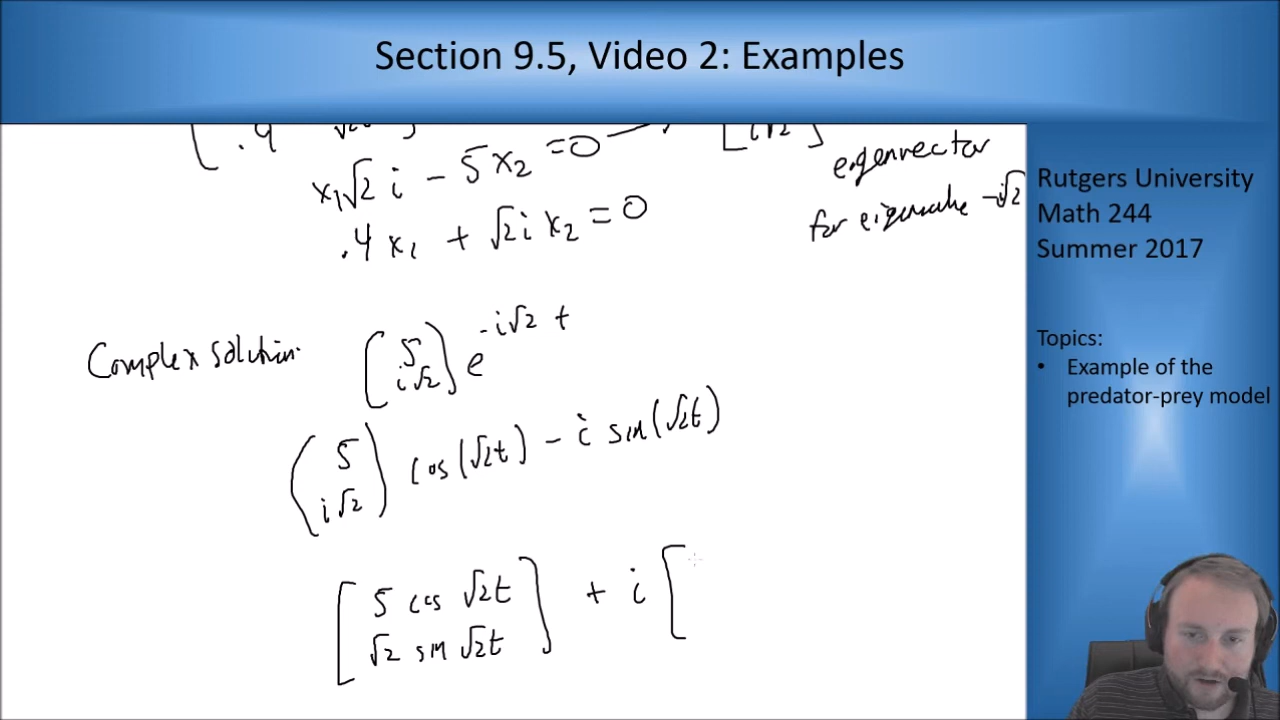 Section 9.5, Video 2: Examples
x₁√2 i - 5x₂ = 0
[i√2]
eigenvector
for eigenvalue -i√2
.4 x₁ + √2 i x₂ = 0
Rutgers University
Math 244
Summer 2017
Topics:
• Example of the
predator-prey model
Complex solution: [5 i√2] e^(-i√2 t)
(5 i√2) cos(√2t) - i sin(√2t)
[5 cos √2t
√2 sin √2t] + i [